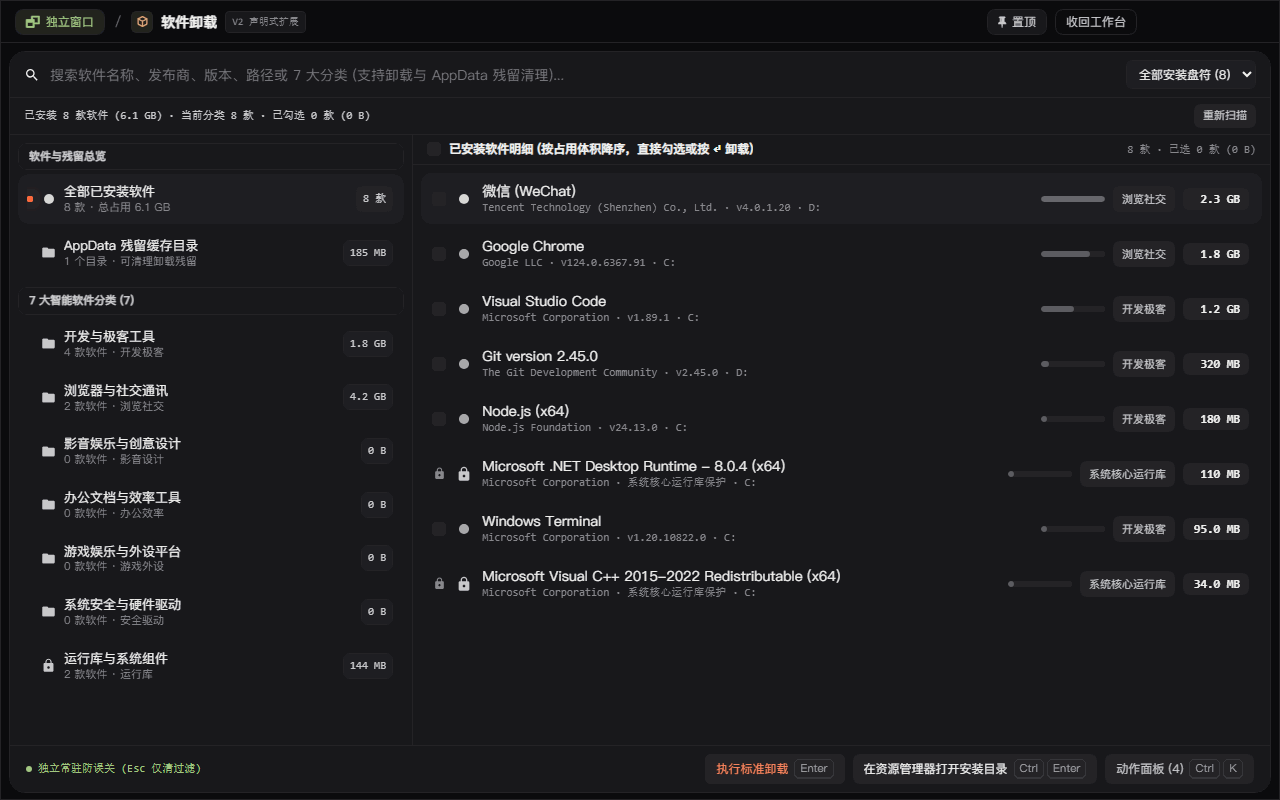 独立窗口 / 软件卸载 V2 声明式扩展 置顶 收回工作台
搜索软件名称、发布商、版本、路径或 7 大分类 (支持卸载与 AppData 残留清理)... 全部安装盘符 (8)
已安装 8 款软件 (6.1 GB) · 当前分类 8 款 · 已勾选 0 款 (0 B) 重新扫描
软件与残留总览
全部已安装软件
8 款 · 总占用 6.1 GB
8 款
AppData 残留缓存目录
1 个目录 · 可清理卸载残留
185 MB
7 大智能软件分类 (7)
开发与极客工具
4 款软件 · 开发极客
1.8 GB
浏览器与社交通讯
2 款软件 · 浏览社交
4.2 GB
影音娱乐与创意设计
0 款软件 · 影音设计
0 B
办公文档与效率工具
0 款软件 · 办公效率
0 B
游戏娱乐与外设平台
0 款软件 · 游戏外设
0 B
系统安全与硬件驱动
0 款软件 · 安全驱动
0 B
运行库与系统组件
2 款软件 · 运行库
144 MB
已安装软件明细 (按占用体积降序，直接勾选或按 ↵ 卸载) 8 款 · 已选 0 款 (0 B)
微信 (WeChat)
Tencent Technology (Shenzhen) Co., Ltd. · v4.0.1.20 · D:
浏览社交 2.3 GB
Google Chrome
Google LLC · v124.0.6367.91 · C:
浏览社交 1.8 GB
Visual Studio Code
Microsoft Corporation · v1.89.1 · C:
开发极客 1.2 GB
Git version 2.45.0
The Git Development Community · v2.45.0 · D:
开发极客 320 MB
Node.js (x64)
Node.js Foundation · v24.13.0 · C:
开发极客 180 MB
Microsoft .NET Desktop Runtime - 8.0.4 (x64)
Microsoft Corporation · 系统核心运行库保护 · C:
系统核心运行库 110 MB
Windows Terminal
Microsoft Corporation · v1.20.10822.0 · C:
开发极客 95.0 MB
Microsoft Visual C++ 2015-2022 Redistributable (x64)
Microsoft Corporation · 系统核心运行库保护 · C:
系统核心运行库 34.0 MB
独立常驻防误关 (Esc 仅清过滤) 执行标准卸载 Enter 在资源管理器打开安装目录 Ctrl Enter 动作面板 (4) Ctrl K